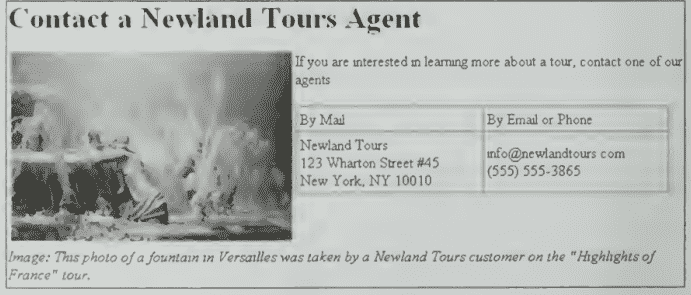 Contact a Newland Tours Agent
If you are interested in learning more about a tour, contact one of our
agents
By Mail
By Email or Phone
Newland Tours
123 Wharton Street #45
New York, NY 10010
info@newlandtours com
(555) 555-3865
Image: This photo of a fountain in Versailles was taken by a Newland Tours customer on the "Highlights of
France" tour.